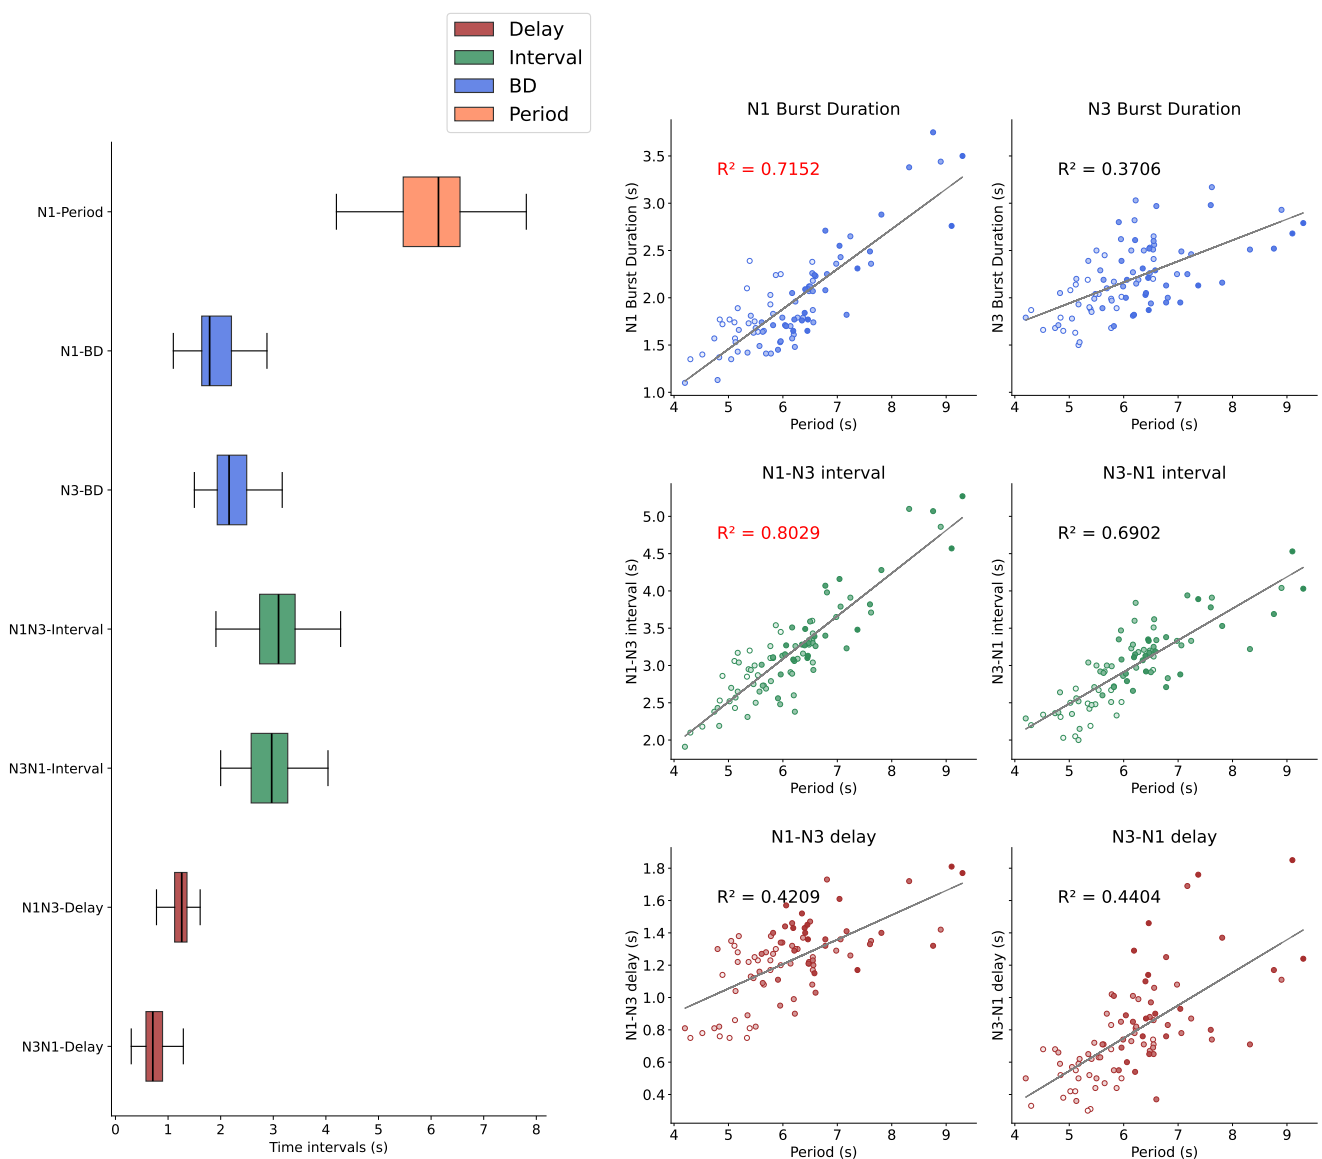 Delay
Interval
BD
Period
N1-Period
N1-BD
N3-BD
N1N3-Interval
N3N1-Interval
N1N3-Delay
N3N1-Delay
0 1 2 3 4 5 6 7 8
Time intervals (s)
N1 Burst Duration
R² = 0.7152
N1 Burst Duration (s)
3.5
3.0
2.5
2.0
1.5
1.0
4 5 6 7 8 9
Period (s)
N3 Burst Duration
R² = 0.3706
N3 Burst Duration (s)
4 5 6 7 8 9
Period (s)
N1-N3 interval
R² = 0.8029
N1-N3 interval (s)
5.0
4.5
4.0
3.5
3.0
2.5
2.0
4 5 6 7 8 9
Period (s)
N3-N1 interval
R² = 0.6902
N3-N1 interval (s)
4 5 6 7 8 9
Period (s)
N1-N3 delay
R² = 0.4209
N1-N3 delay (s)
1.8
1.6
1.4
1.2
1.0
0.8
0.6
0.4
4 5 6 7 8 9
Period (s)
N3-N1 delay
R² = 0.4404
N3-N1 delay (s)
4 5 6 7 8 9
Period (s)